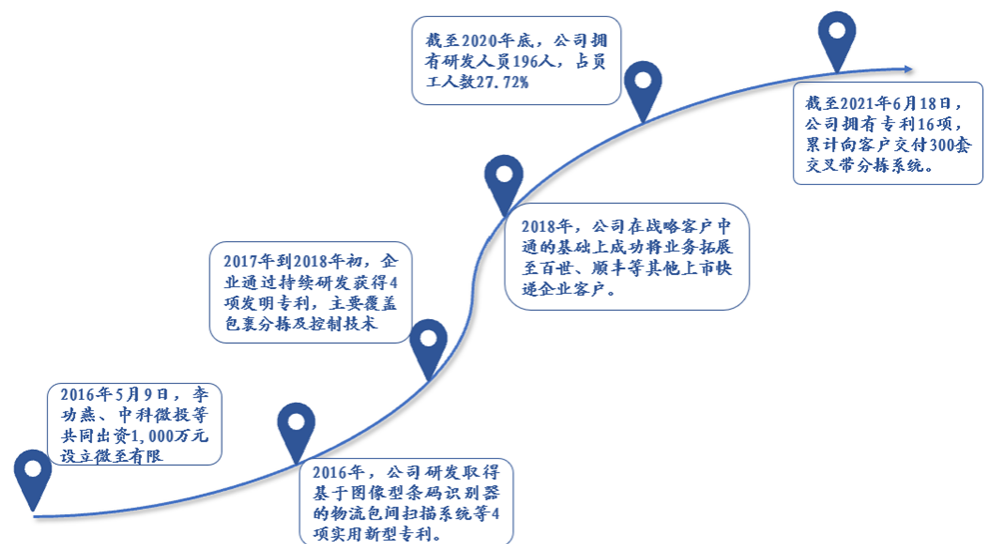 截至2020年底，公司拥
有研发人员196人，占员
工人数27.72%
截至2021年6月18日，
公司拥有专利16项，
累计向客户交付300套
交叉带分拣系统。
2018年，公司在战略客户中
通的基础上成功将业务拓展
至百世、顺丰等其他上市快
递企业客户。
2017年到2018年初，企
业通过持续研发获得4
项发明专利，主要覆盖
包裹分拣及控制技术
2016年5月9日，李
功燕、中科微投等
共同出资1,000万元
设立微至有限
2016年，公司研发取得
基于图像型条码识别器
的物流包间扫描系统等4
项实用新型专利。